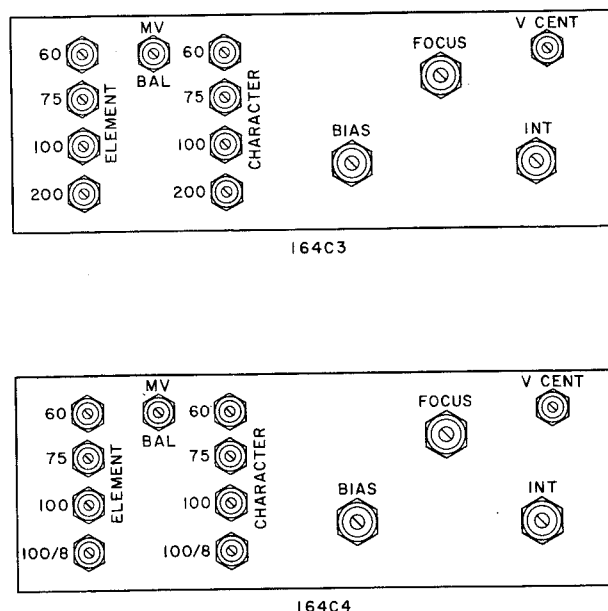 V CENT
MV
60 60
FOCUS
BAL
75 75
ELEMENT
CHARACTER
100 100
BIAS INT
200 200
164C3
MV
V CENT
60 60
FOCUS
BAL
75 75
ELEMENT
CHARACTER
100 100
BIAS INT
100/8 100/8
164C4